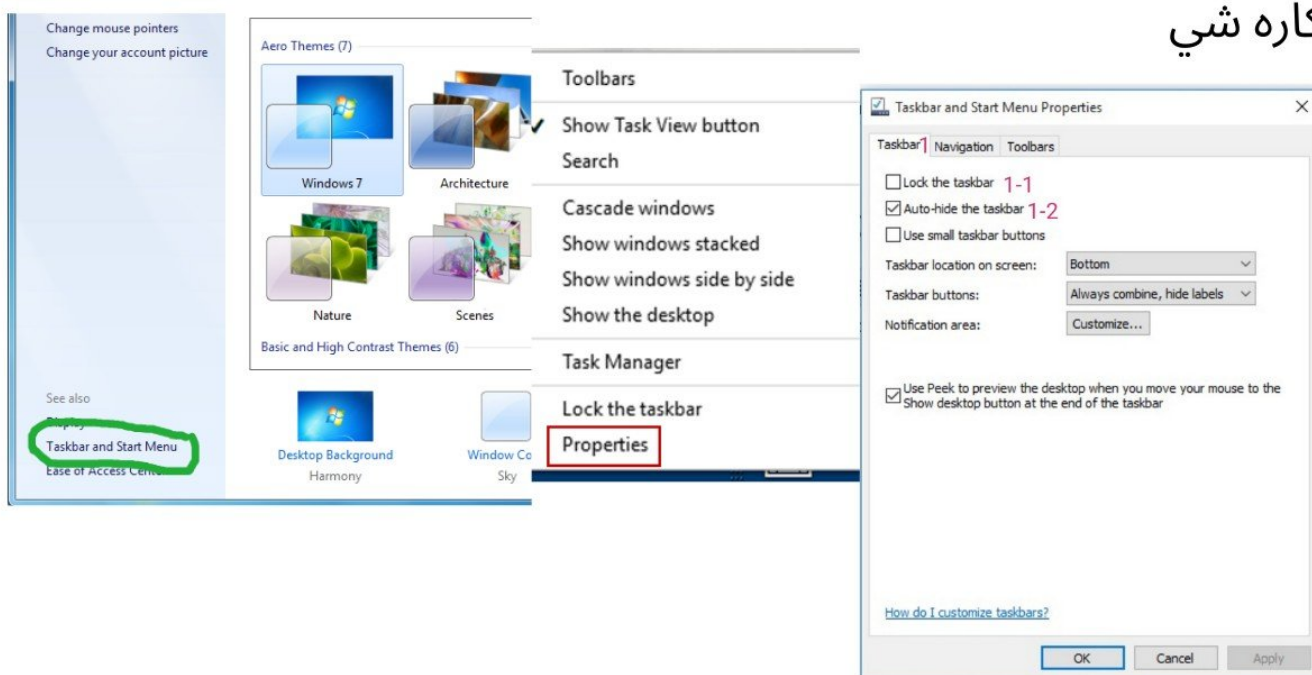 کاره شي
Change mouse pointers
Change your account picture
See also
Display
Taskbar and Start Menu
Ease of Access Center
Aero Themes (7)
Windows 7
Architecture
Nature
Scenes
Basic and High Contrast Themes (6)
Desktop Background
Harmony
Window Co
Sky
Toolbars
Show Task View button
Search
Cascade windows
Show windows stacked
Show windows side by side
Show the desktop
Task Manager
Lock the taskbar
Properties
Taskbar and Start Menu Properties
Taskbar 1 Navigation Toolbars
Lock the taskbar 1-1
Auto-hide the taskbar 1-2
Use small taskbar buttons
Taskbar location on screen: Bottom
Taskbar buttons: Always combine, hide labels
Notification area: Customize...
Use Peek to preview the desktop when you move your mouse to the
Show desktop button at the end of the taskbar
How do I customize taskbars?
OK Cancel Apply